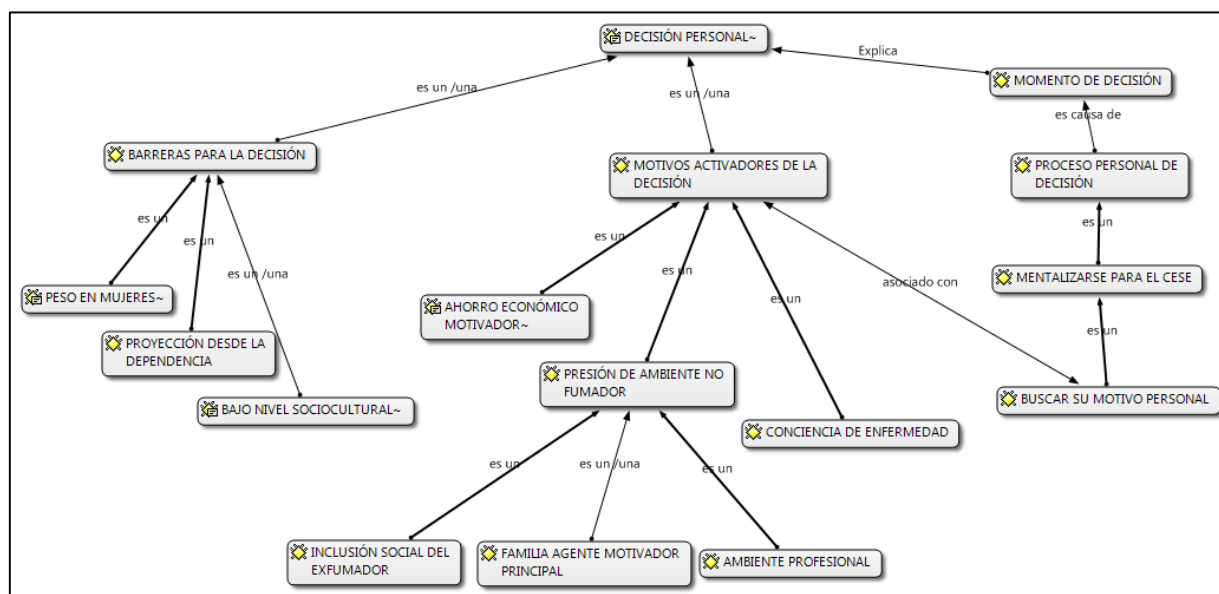 DECISIÓN PERSONAL~
Explica
MOMENTO DE DECISIÓN
es un /una
es un /una
es causa de
BARRERAS PARA LA DECISIÓN
MOTIVOS ACTIVADORES DE LA
DECISIÓN
PROCESO PERSONAL DE
DECISIÓN
es un
es un
es un /una
es un
es un
es un
asociado con
es un
PESO EN MUJERES~
MENTALIZARSE PARA EL CESE
AHORRO ECONÓMICO
MOTIVADOR~
es un
PROYECCIÓN DESDE LA
DEPENDENCIA
PRESIÓN DE AMBIENTE NO
FUMADOR
BAJO NIVEL SOCIOCULTURAL~
BUSCAR SU MOTIVO PERSONAL
CONCIENCIA DE ENFERMEDAD
es un
es un /una
es un
INCLUSIÓN SOCIAL DEL
EXFUMADOR
FAMILIA AGENTE MOTIVADOR
PRINCIPAL
AMBIENTE PROFESIONAL